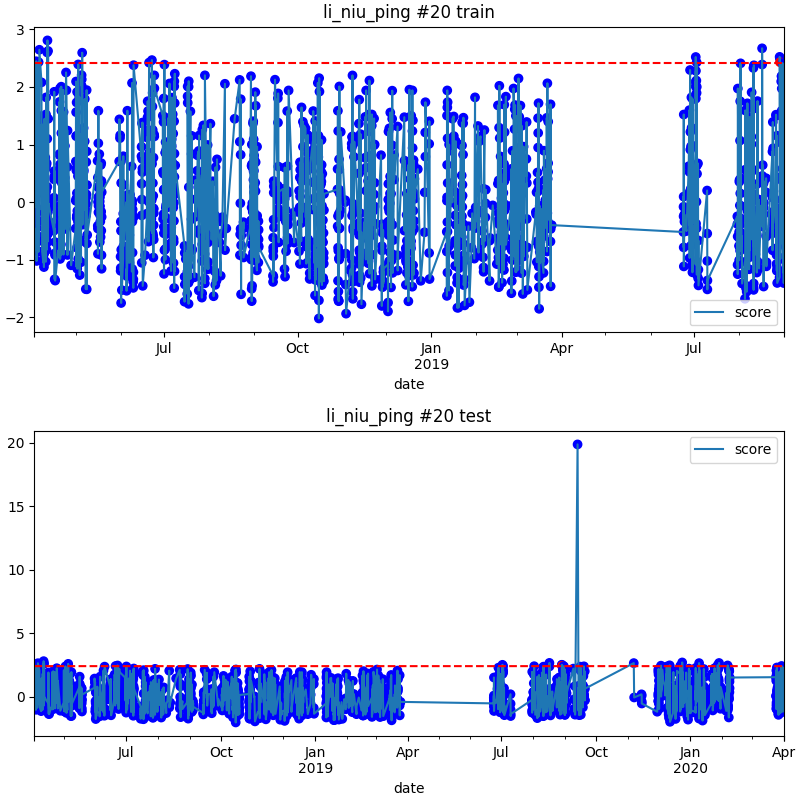 li_niu_ping #20 train
3
2
1
0
−1
−2
score
Jul
Oct
Jan
2019
Apr
Jul
date
li_niu_ping #20 test
20
15
10
5
0
score
Jul
Oct
Jan
2019
Apr
Jul
Oct
Jan
2020
Apr
date